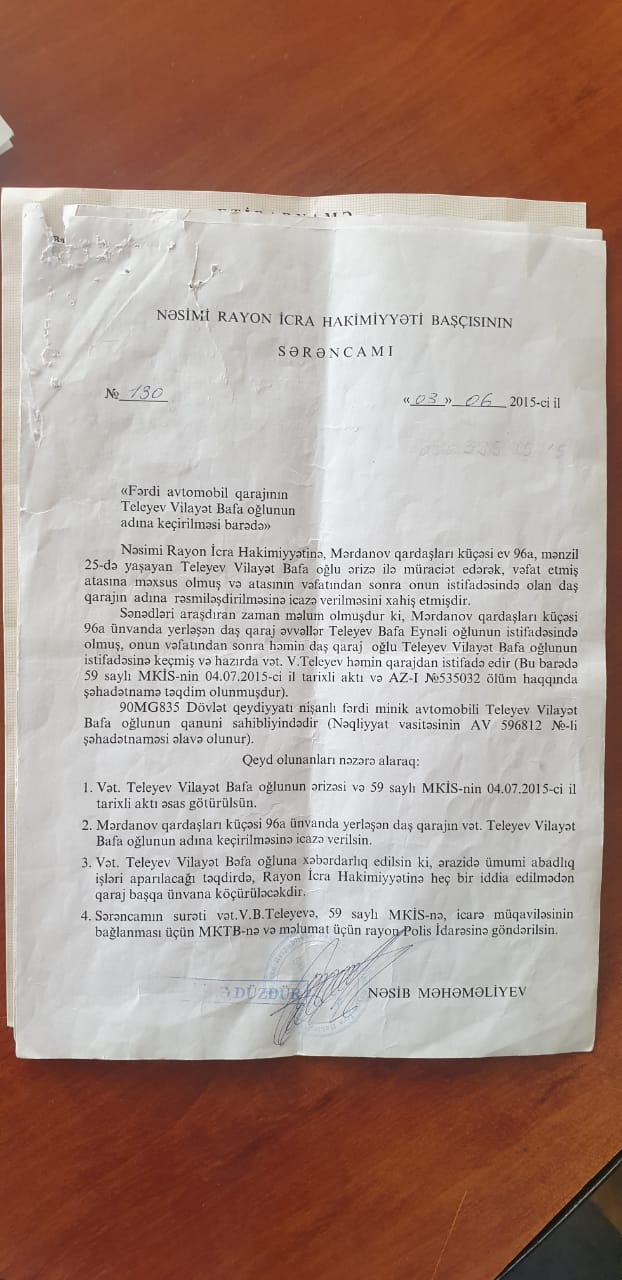 NƏSİMİ RAYON İCRA HAKİMİYYƏTİ BAŞÇISININ
SƏRƏNCAMI
№ 130 «03» 06 2015-ci il
«Fərdi avtomobil qarajının
Teleyev Vilayət Bafa oğlunun
adına keçirilməsi barədə»
Nəsimi Rayon İcra Hakimiyyətinə, Mərdanov qardaşları küçəsi ev 96a, mənzil
25-də yaşayan Teleyev Vilayət Bafa oğlu ərizə ilə müraciət edərək, vəfat etmiş
atasına məxsus olmuş və atasının vəfatından sonra onun istifadəsində olan daş
qarajın adına rəsmiləşdirilməsinə icazə verilməsini xahiş etmişdir.
Sənədləri araşdıran zaman məlum olmuşdur ki, Mərdanov qardaşları küçəsi
96a ünvanda yerləşən daş qaraj əvvəllər Teleyev Bafa Eynəli oğlunun istifadəsində
olmuş, onun vəfatından sonra həmin daş qaraj oğlu Teleyev Vilayət Bafa oğlunun
istifadəsinə keçmiş və hazırda vət. V.Teleyev həmin qarajdan istifadə edir (Bu barədə
59 saylı MKİS-nin 04.07.2015-ci il tarixli aktı və AZ-I №535032 ölüm haqqında
şəhadətnamə təqdim olunmuşdur).
90MG835 Dövlət qeydiyyatı nişanlı fərdi minik avtomobili Teleyev Vilayət
Bafa oğlunun qanuni sahibliyindədir (Nəqliyyat vasitəsinin AV 596812 №-li
şəhadətnaməsi əlavə olunur).
Qeyd olunanları nəzərə alaraq:
1. Vət. Teleyev Vilayət Bafa oğlunun ərizəsi və 59 saylı MKİS-nin 04.07.2015-ci il
tarixli aktı əsas götürülsün.
2. Mərdanov qardaşları küçəsi 96a ünvanda yerləşən daş qarajın vət. Teleyev Vilayət
Bafa oğlunun adına keçirilməsinə icazə verilsin.
3. Vət. Teleyev Vilayət Bəfa oğluna xəbərdarlıq edilsin ki, ərazidə ümumi abadlıq
işləri aparılacağı təqdirdə, Rayon İcra Hakimiyyətinə heç bir iddia edilmədən
qaraj başqa ünvana köçürüləcəkdir.
4. Sərəncamın surəti vət.V.B.Teleyevə, 59 saylı MKİS-nə, icarə müqaviləsinin
bağlanması üçün MKTB-nə və məlumat üçün rayon Polis İdarəsinə göndərilsin.
DÜZDÜR
NƏSİB MƏHƏMƏLİYEV